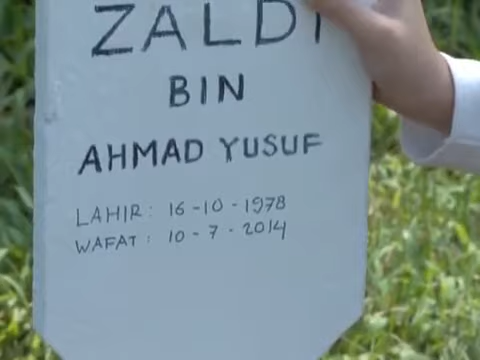 ZALDI
BIN
AHMAD YUSUF
LAHIR : 16-10-1978
WAFAT : 10-7-2014